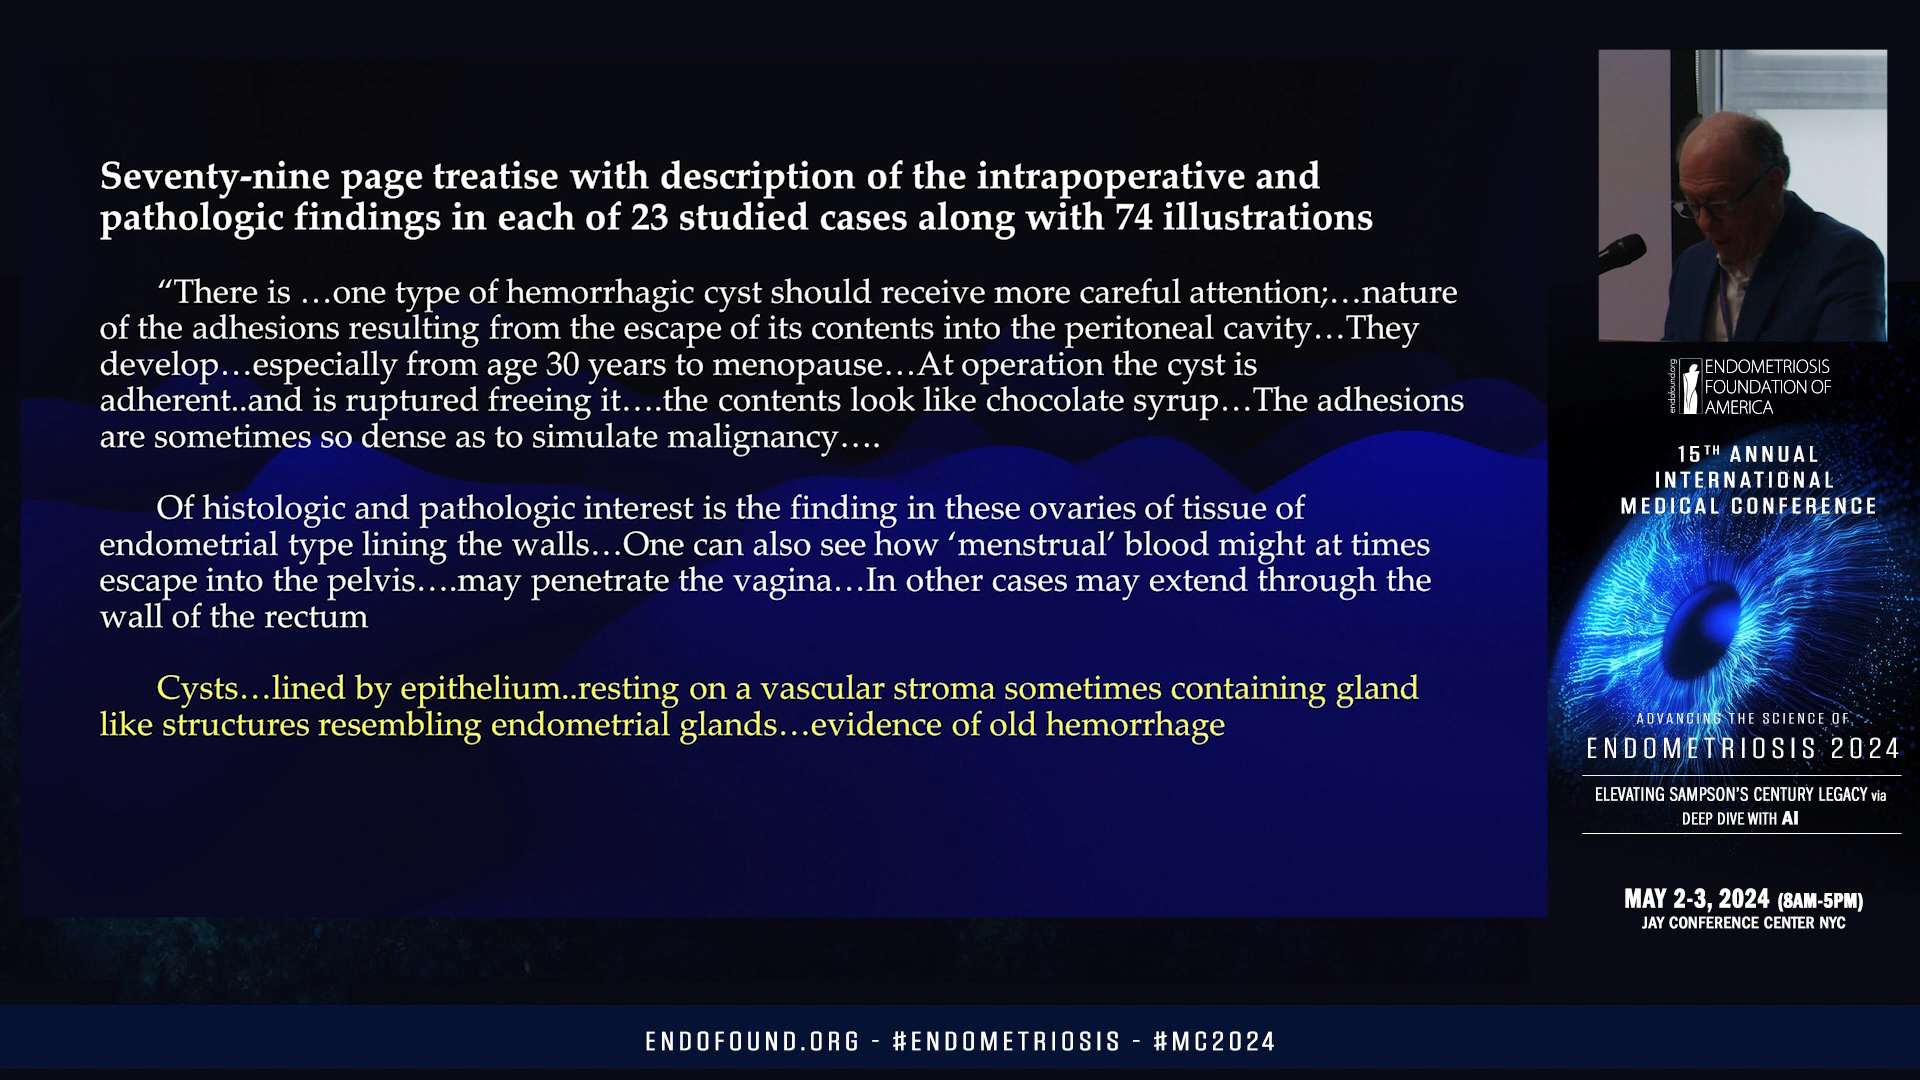 Seventy-nine page treatise with description of the intrapoperative and
pathologic findings in each of 23 studied cases along with 74 illustrations
“There is …one type of hemorrhagic cyst should receive more careful attention;…nature
of the adhesions resulting from the escape of its contents into the peritoneal cavity…They
develop…especially from age 30 years to menopause…At operation the cyst is
adherent..and is ruptured freeing it….the contents look like chocolate syrup…The adhesions
are sometimes so dense as to simulate malignancy….
Of histologic and pathologic interest is the finding in these ovaries of tissue of
endometrial type lining the walls…One can also see how ‘menstrual’ blood might at times
escape into the pelvis….may penetrate the vagina…In other cases may extend through the
wall of the rectum
Cysts…lined by epithelium..resting on a vascular stroma sometimes containing gland
like structures resembling endometrial glands…evidence of old hemorrhage
endofound.org
ENDOMETRIOSIS
FOUNDATION OF
AMERICA
15TH ANNUAL
INTERNATIONAL
MEDICAL CONFERENCE
ADVANCING THE SCIENCE OF
ENDOMETRIOSIS 2024
ELEVATING SAMPSON'S CENTURY LEGACY via
DEEP DIVE WITH AI
MAY 2-3, 2024 (8AM-5PM)
JAY CONFERENCE CENTER NYC
ENDOFOUND.ORG - #ENDOMETRIOSIS - #MC2024